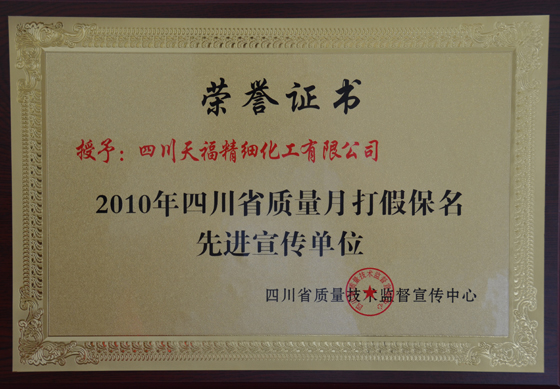 荣誉证书
授予：四川天福精细化工有限公司
2010年四川省质量月打假保名
先进宣传单位
四川省质量技术监督宣传中心